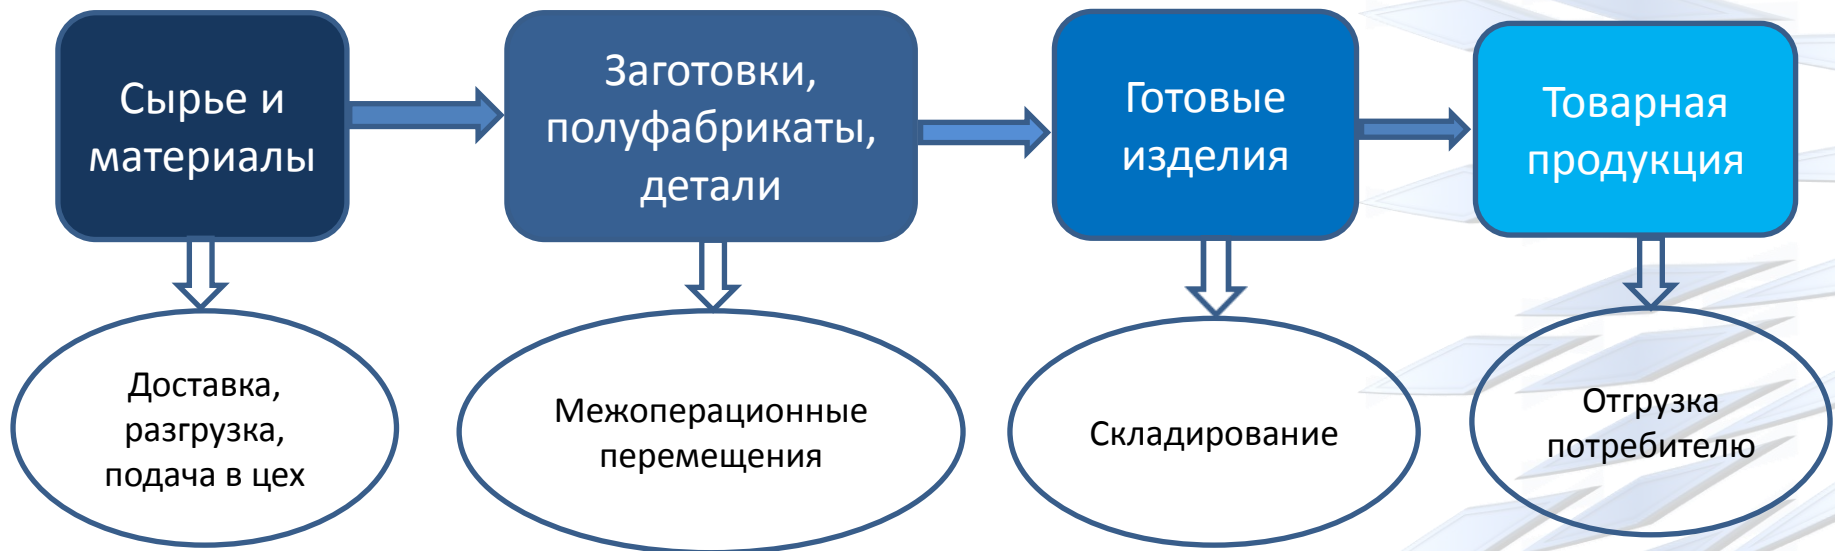 Сырье и
материалы
Заготовки,
полуфабрикаты,
детали
Готовые
изделия
Товарная
продукция
Доставка,
разгрузка,
подача в цех
Межоперационные
перемещения
Складирование
Отгрузка
потребителю